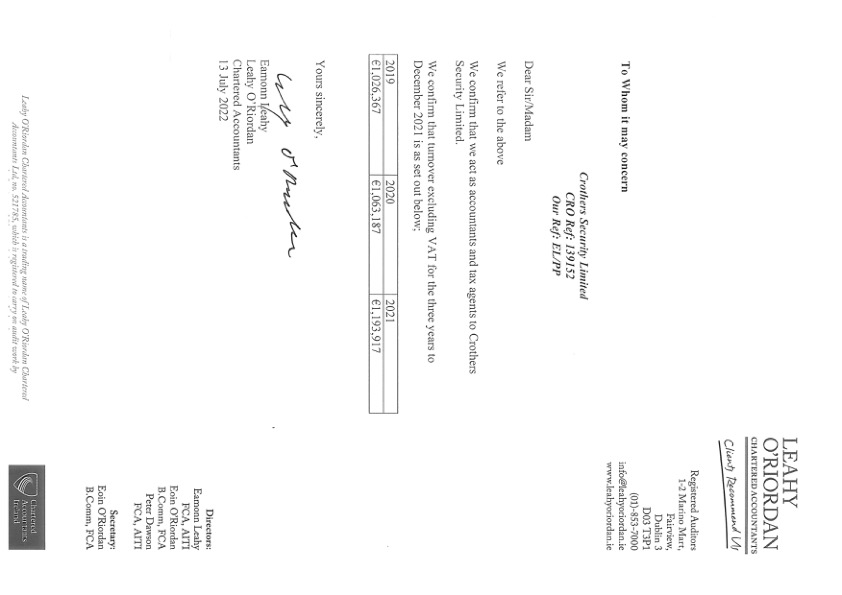 LEAHY
O'RIORDAN
CHARTERED ACCOUNTANTS
Clients Recommend Us
Registered Auditors
1-2 Marino Mart,
Fairview,
Dublin 3
D03 T3P1
(01)-853-7000
info@leahyoriordan.ie
www.leahyoriordan.ie
To Whom it may concern
Crothers Security Limited
CRO Ref: 139152
Our Ref: EL/PP
Dear Sir/Madam
We refer to the above
We confirm that we act as accountants and tax agents to Crothers
Security Limited.
We confirm that turnover excluding VAT for the three years to
December 2021 is as set out below;
2019 2020 2021
€1,026,367 €1,063,187 €1,193,917
Yours sincerely,
Leahy O'Riordan
Eamonn Leahy
Leahy O'Riordan
Chartered Accountants
13 July 2022
Directors:
Eamonn Leahy
FCA, AITI
Eoin O'Riordan
B.Comm, FCA
Peter Dawson
FCA, AITI
Secretary:
Eoin O'Riordan
B.Comm, FCA
Leahy O'Riordan Chartered Accountants is a trading name of Leahy O'Riordan Chartered
Accountants Ltd, no. 521785, which is registered to carry on audit work by
Chartered
Accountants
Ireland